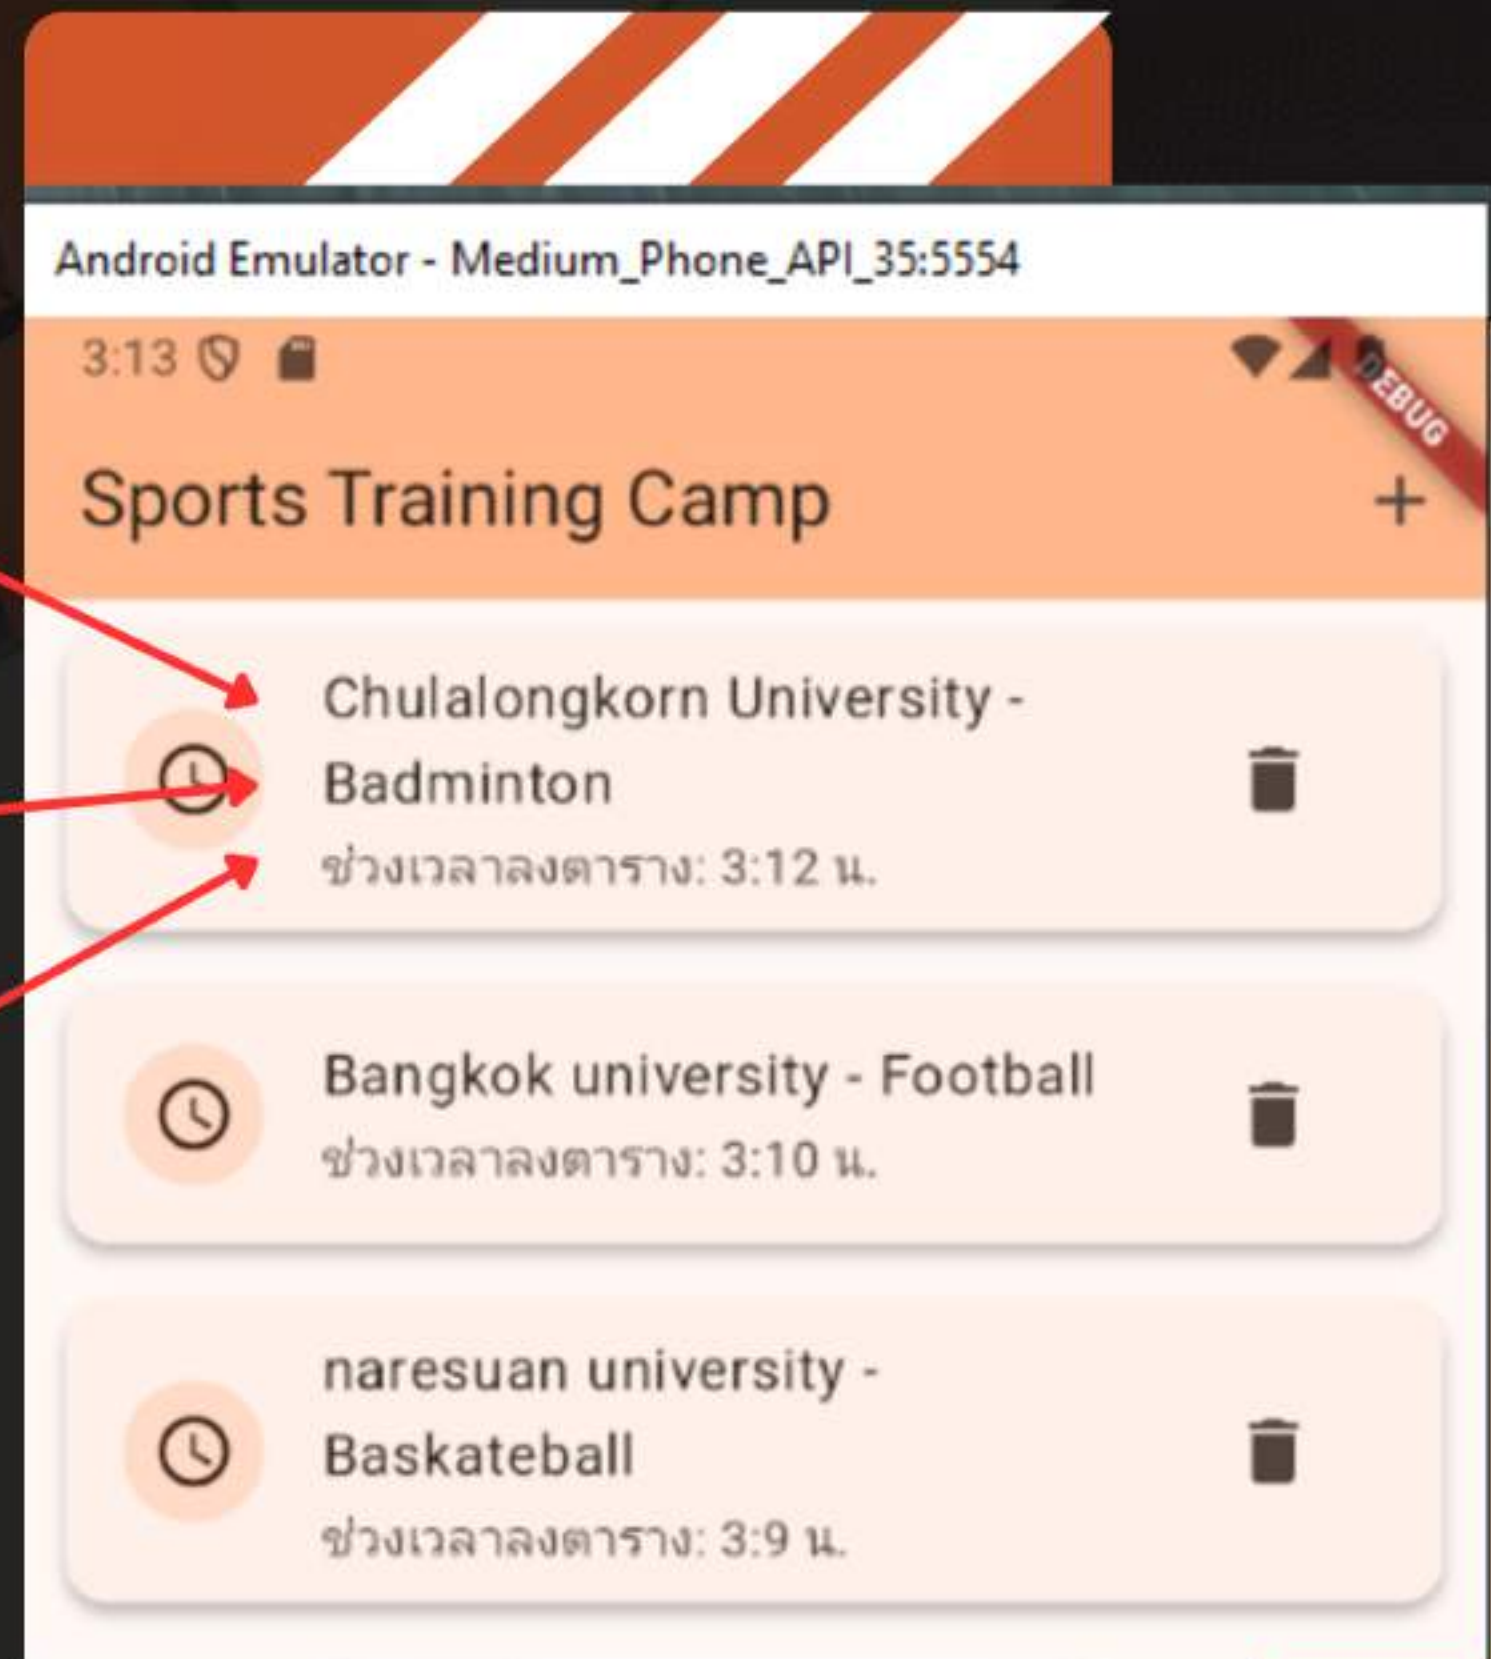 Android Emulator - Medium_Phone_API_35:5554
3:13
DEBUG
Sports Training Camp
Chulalongkorn University -
Badminton
ช่วงเวลาลงตาราง: 3:12 น.
Bangkok university - Football
ช่วงเวลาลงตาราง: 3:10 น.
naresuan university -
Baskateball
ช่วงเวลาลงตาราง: 3:9 น.